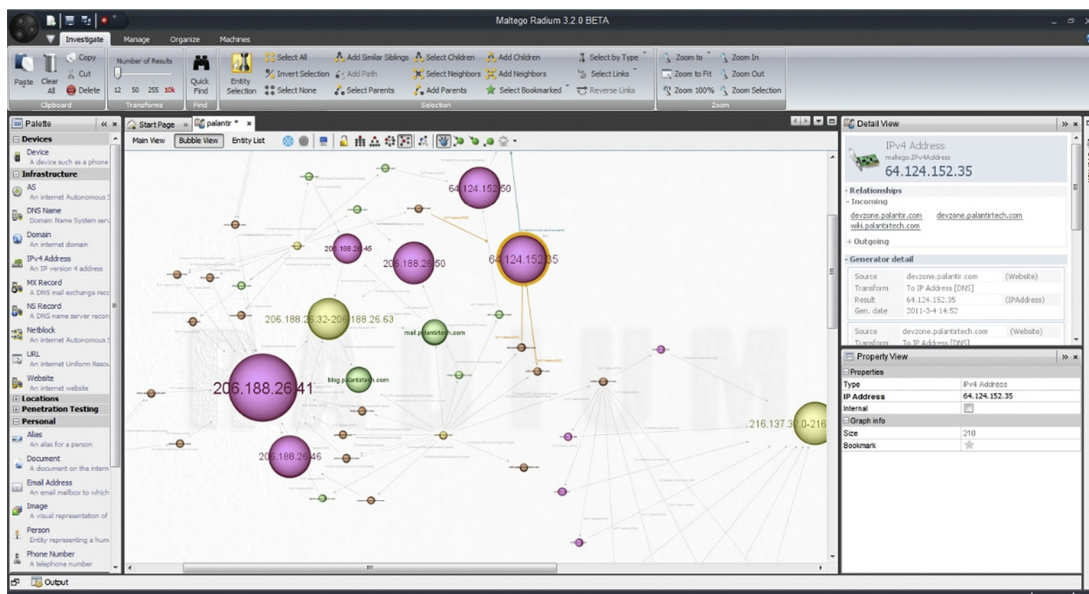 Maltego Radium 3.2.0 BETA
Investigate Manage Organize Machines
Paste
Clear All
Copy
Cut
Delete
Clipboard
Number of Results
12 50 255 10k
Transforms
Quick Find
Find
Entity Selection
Select All
Invert Selection
Select None
Add Similar Siblings
Add Path
Select Parents
Select Children
Select Neighbors
Add Parents
Add Children
Add Neighbors
Select Bookmarked
Select by Type
Select Links
Reverse Links
Selection
Zoom to
Zoom to Fit
Zoom 100%
Zoom In
Zoom Out
Zoom Selection
Zoom
Palette
Devices
Device
A device such as a phone
Infrastructure
AS
An internet Autonomous S
DNS Name
Domain Name System serv
Domain
An internet domain
IPv4 Address
An IP version 4 address
MX Record
A DNS mail exchange reco
NS Record
A DNS name server recor
Netblock
An internet Autonomous S
URL
An internet Uniform Resou
Website
An internet website
Locations
Penetration Testing
Personal
Alias
An alias for a person
Document
A document on the intern
Email Address
An email mailbox to which
Image
A visual representation of
Person
Entity representing a hum
Phone Number
A telephone number
Start Page
palantir *
Main View Bubble View Entity List
64.124.152.50
206.188.26.45
206.188.26.50
64.124.152.35
206.188.26.32-206.188.26.63
mail.palantirtech.com
blog.palantirtech.com
206.188.26.41
.216.137.32.0-216
206.188.26.46
Detail View
IPv4 Address
maltego.IPv4Address
64.124.152.35
- Relationships
- Incoming
devzone.palantir.com devzone.palantirtech.com
wiki.palantirtech.com
+ Outgoing
- Generator detail
Source devzone.palantir.com (Website)
Transform To IP Address [DNS]
Result 64.124.152.35 (IPAddress)
Gen. date 2011-3-4 14:52
Source devzone.palantirtech.com (Website)
Transform To IP Address [DNS]
Property View
Properties
Type IPv4 Address
IP Address 64.124.152.35
Internal
Graph info
Size 210
Bookmark
Output